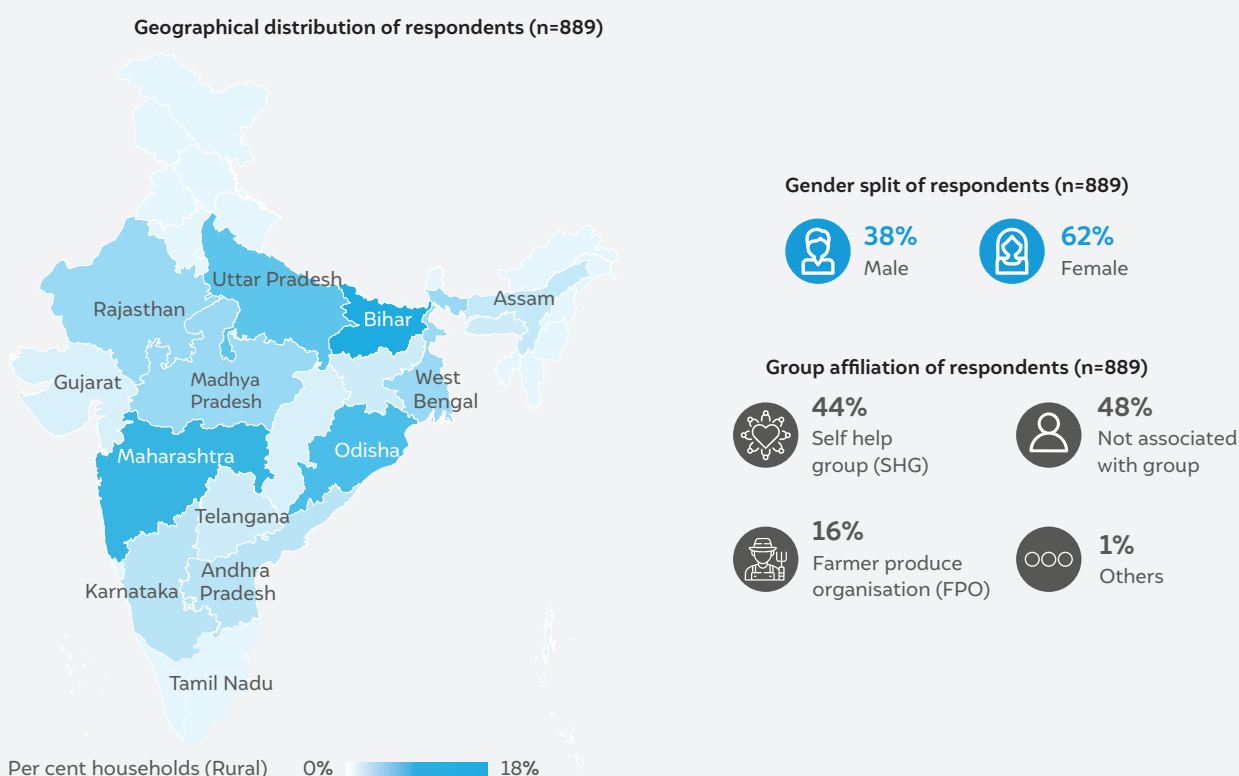 Geographical distribution of respondents (n=889)
Uttar Pradesh
Rajasthan
Bihar
Assam
Gujarat
Madhya
Pradesh
West
Bengal
Maharashtra
Odisha
Telangana
Karnataka
Andhra
Pradesh
Tamil Nadu
Per cent households (Rural) 0% 18%
Gender split of respondents (n=889)
38%
Male
62%
Female
Group affiliation of respondents (n=889)
44%
Self help
group (SHG)
48%
Not associated
with group
16%
Farmer produce
organisation (FPO)
1%
Others